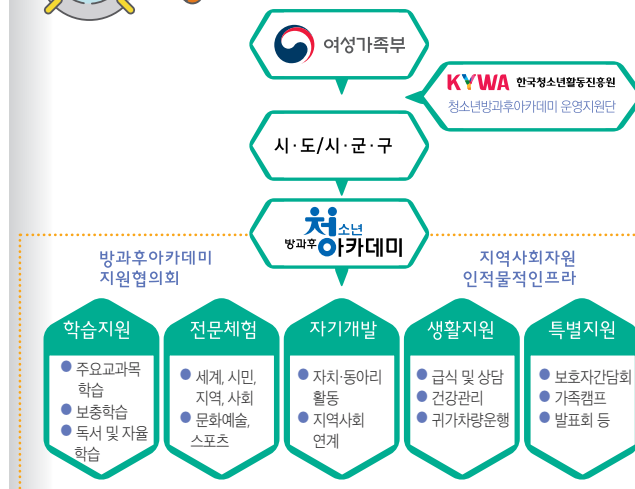 여성가족부
KYWA 한국청소년활동진흥원
청소년방과후아카데미 운영지원단
시·도/시·군·구
청소년
방과후아카데미
방과후아카데미
지원협의회
지역사회자원
인적물적인프라
학습지원
주요교과목
학습
보충학습
독서 및 자율
학습
전문체험
세계, 시민,
지역, 사회
문화예술,
스포츠
자기개발
자치·동아리
활동
지역사회
연계
생활지원
급식 및 상담
건강관리
귀가차량운행
특별지원
보호자간담회
가족캠프
발표회 등